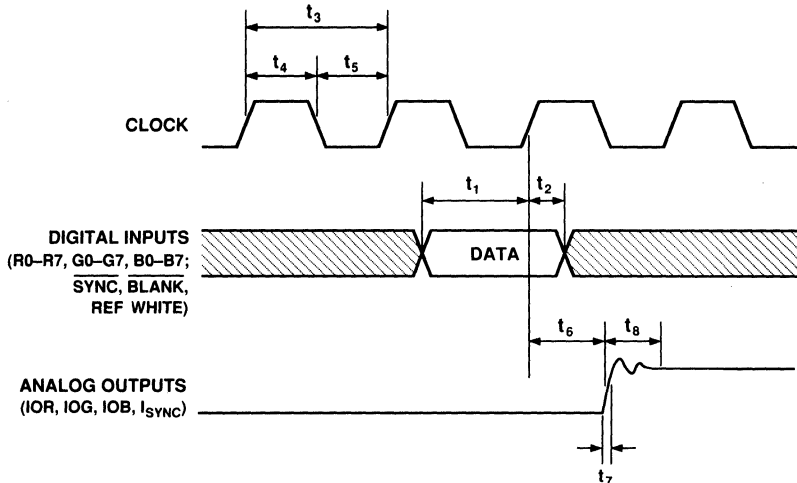 t3
t4
t5
CLOCK
t1
t2
DIGITAL INPUTS
(R0–R7, G0–G7, B0–B7;
SYNC, BLANK,
REF WHITE)
DATA
t6
t8
ANALOG OUTPUTS
(IOR, IOG, IOB, ISYNC)
t7